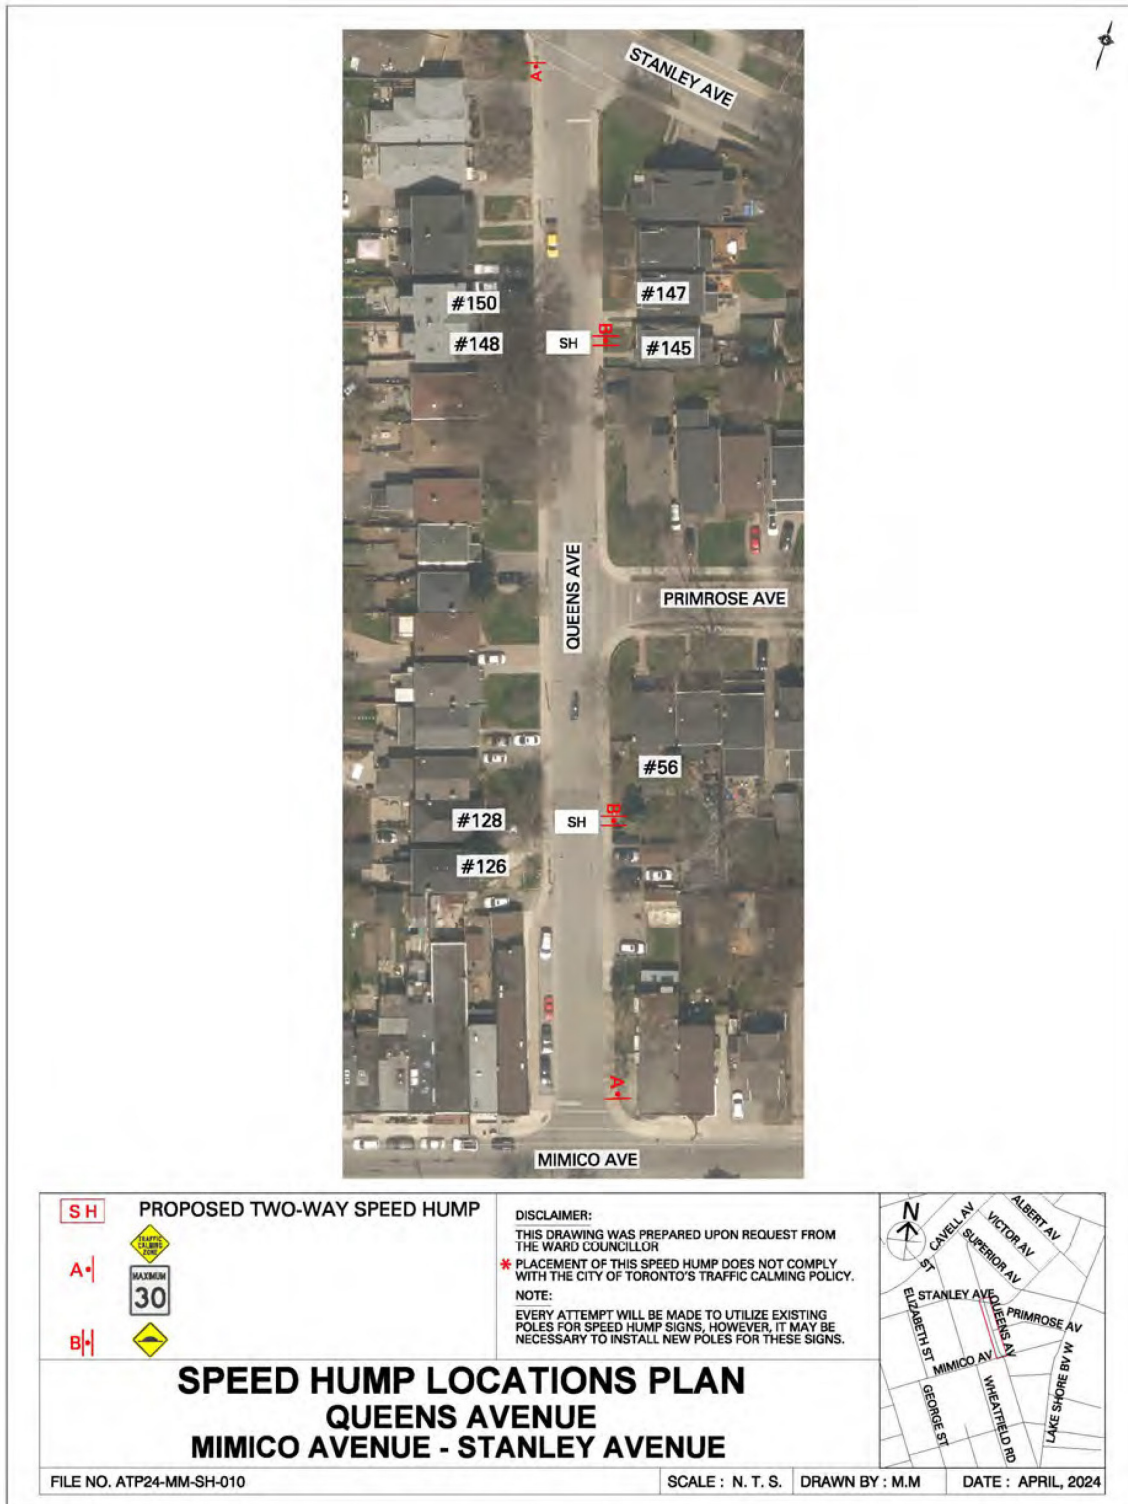 STANLEY AVE
A
#150
#147
B
#148
SH
#145
QUEENS AVE
PRIMROSE AVE
#56
B
#128
SH
#126
A
MIMICO AVE
SH
PROPOSED TWO-WAY SPEED HUMP
TRAFFIC
CALMING
ZONE
A
MAXIMUM
30
B
DISCLAIMER:
THIS DRAWING WAS PREPARED UPON REQUEST FROM
THE WARD COUNCILLOR
* PLACEMENT OF THIS SPEED HUMP DOES NOT COMPLY
WITH THE CITY OF TORONTO'S TRAFFIC CALMING POLICY.
NOTE:
EVERY ATTEMPT WILL BE MADE TO UTILIZE EXISTING
POLES FOR SPEED HUMP SIGNS, HOWEVER, IT MAY BE
NECESSARY TO INSTALL NEW POLES FOR THESE SIGNS.
N
CAVELL AV
ALBERT AV
VICTOR AV
SUPERIOR AV
ST
STANLEY AVE
QUEENS AV
PRIMROSE AV
ELIZABETH ST
MIMICO AV
GEORGE ST
WHEATFIELD RD
LAKE SHORE BV W
SPEED HUMP LOCATIONS PLAN
QUEENS AVENUE
MIMICO AVENUE - STANLEY AVENUE
FILE NO. ATP24-MM-SH-010
SCALE : N. T. S.
DRAWN BY : M.M
DATE : APRIL, 2024